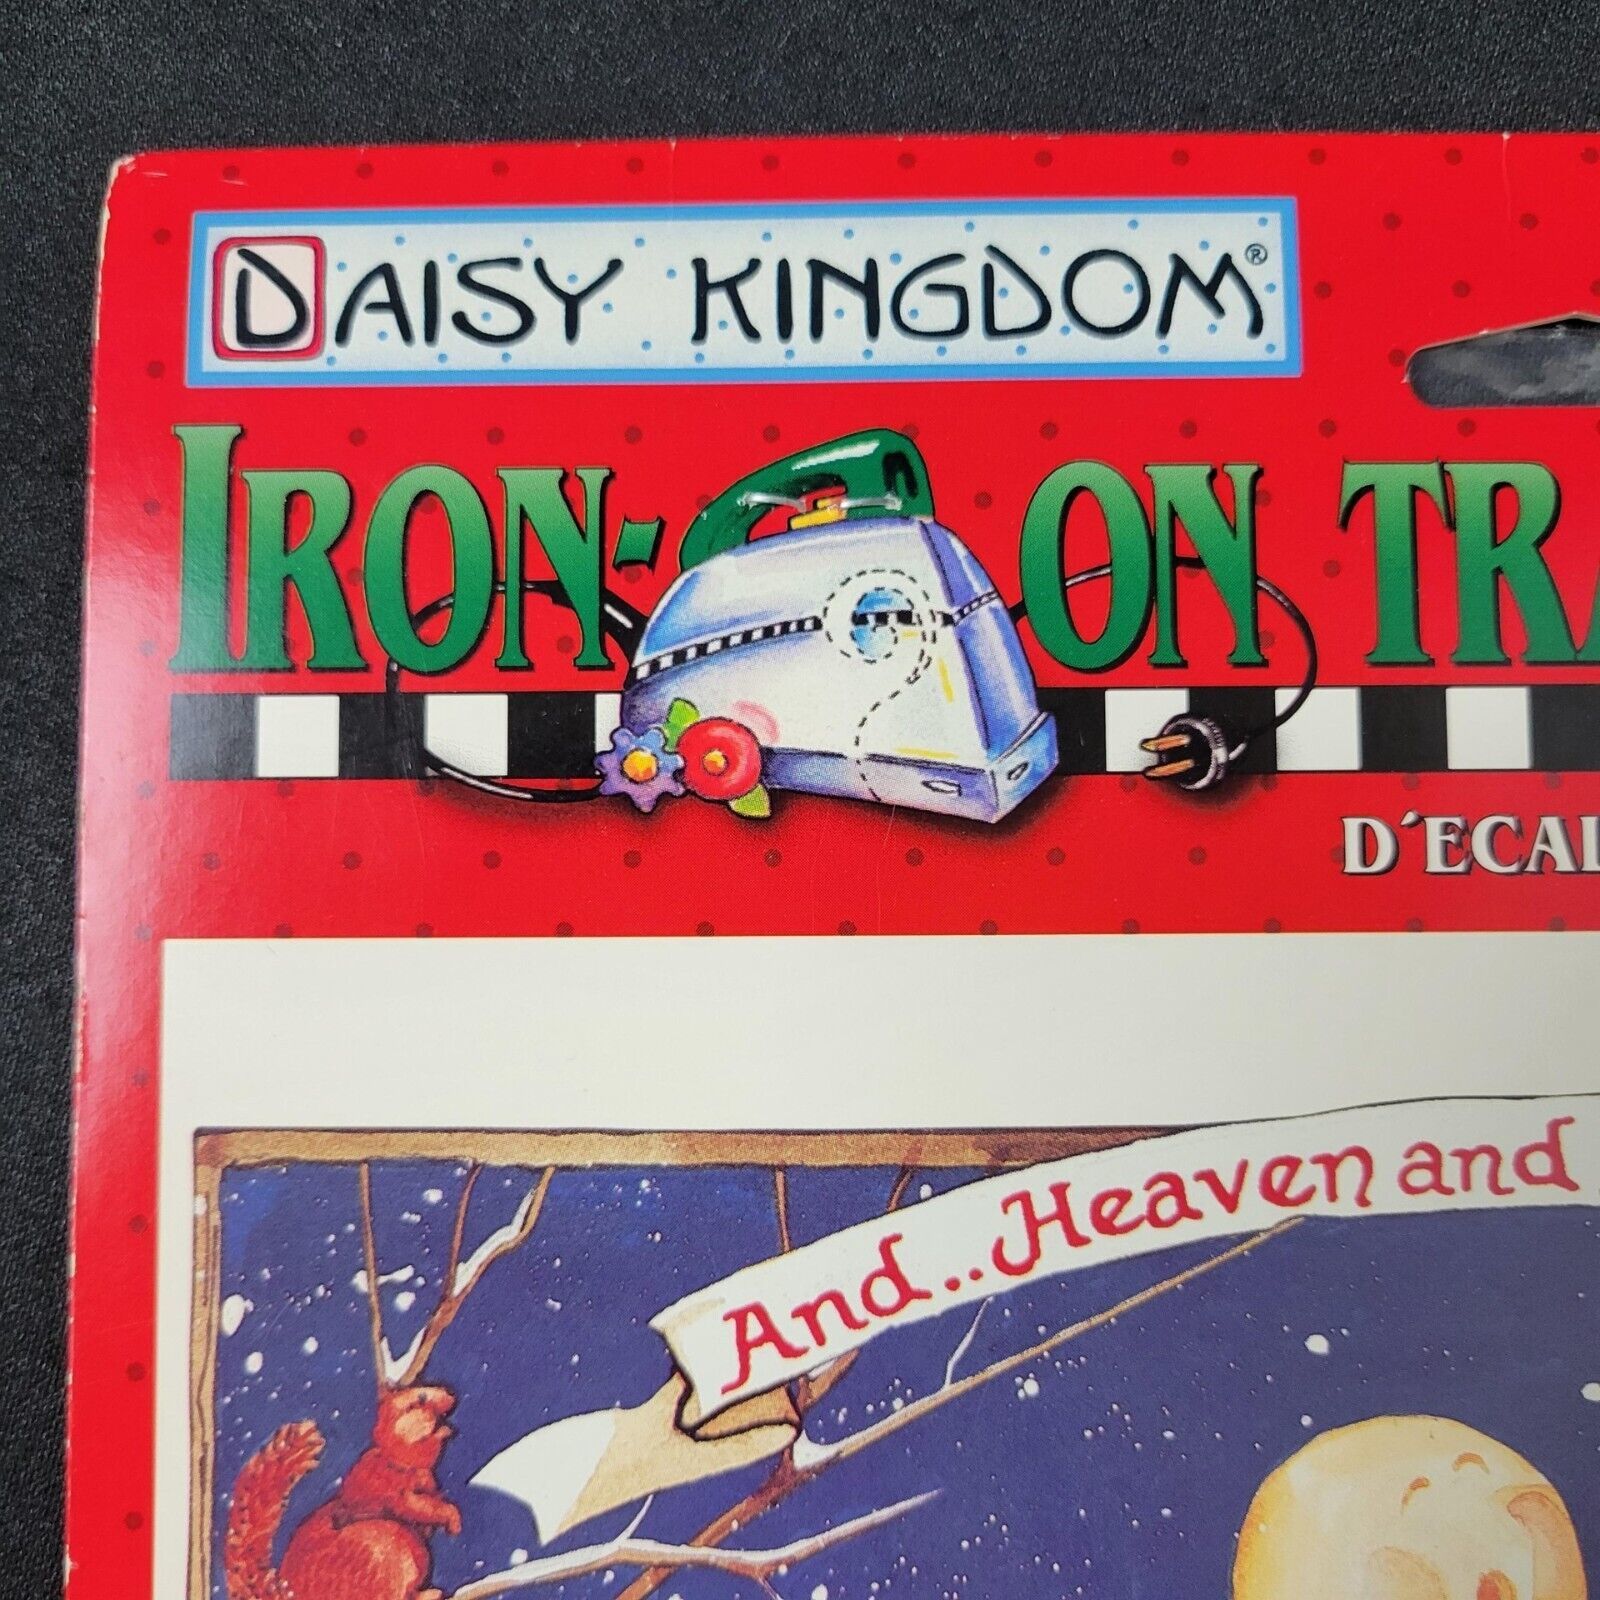 DAISY KINGDOM®
IRON-ON TRA
D´ECAL
And..Heaven and